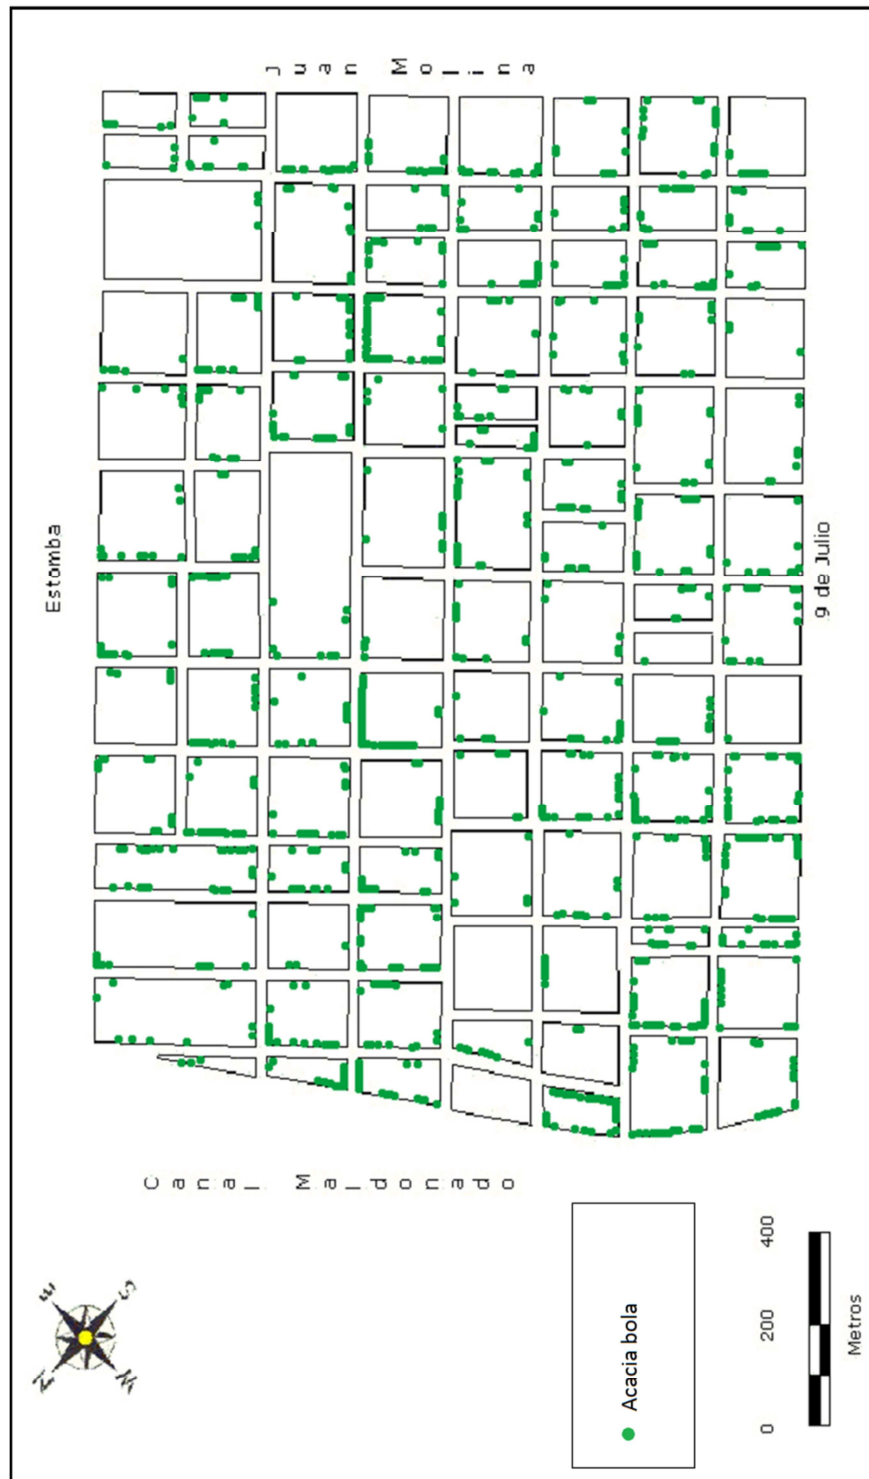 Juan Molina
Estomba
9 de Julio
Canal Maldonado
N
E
S
W
Acacia bola
0 200 400
Metros